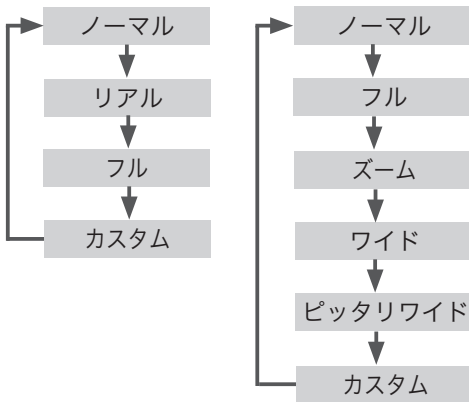 ノーマル
リアル
フル
カスタム
ノーマル
フル
ズーム
ワイド
ピッタリワイド
カスタム